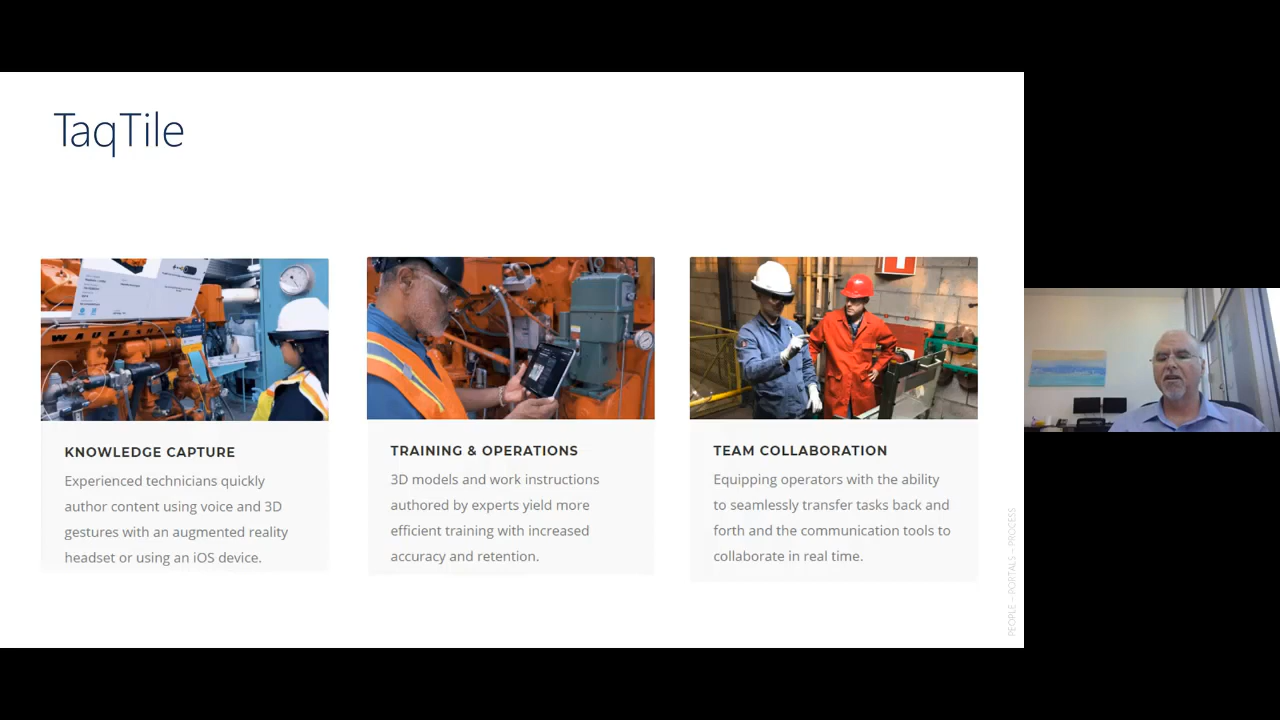 TaqTile
WAUKESHA
KNOWLEDGE CAPTURE
Experienced technicians quickly
author content using voice and 3D
gestures with an augmented reality
headset or using an iOS device.
TRAINING & OPERATIONS
3D models and work instructions
authored by experts yield more
efficient training with increased
accuracy and retention.
TEAM COLLABORATION
Equipping operators with the ability
to seamlessly transfer tasks back and
forth and the communication tools to
collaborate in real time.
PEOPLE – PORTALS – PROCESS